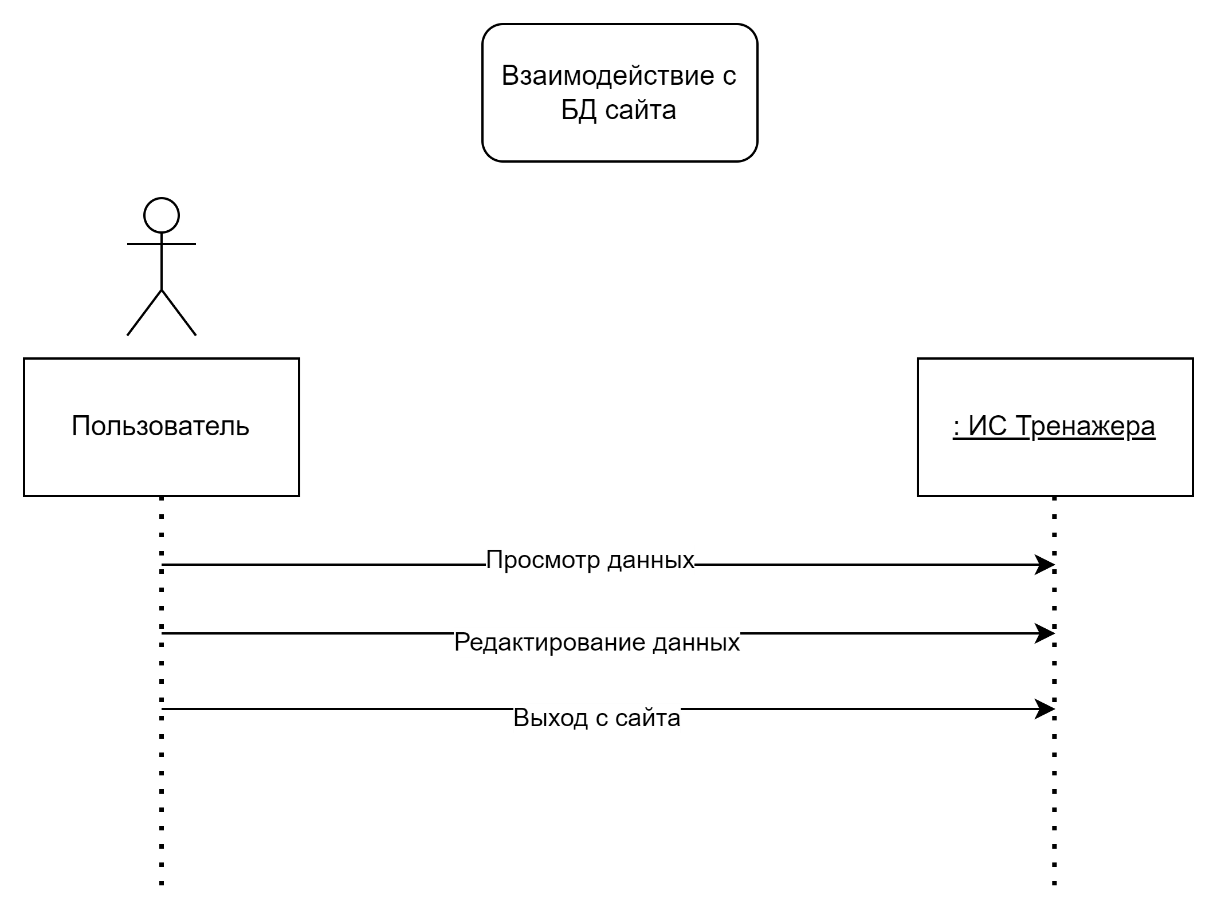 Взаимодействие с
БД сайта
Пользователь
: ИС Тренажера
Просмотр данных
Редактирование данных
Выход с сайта